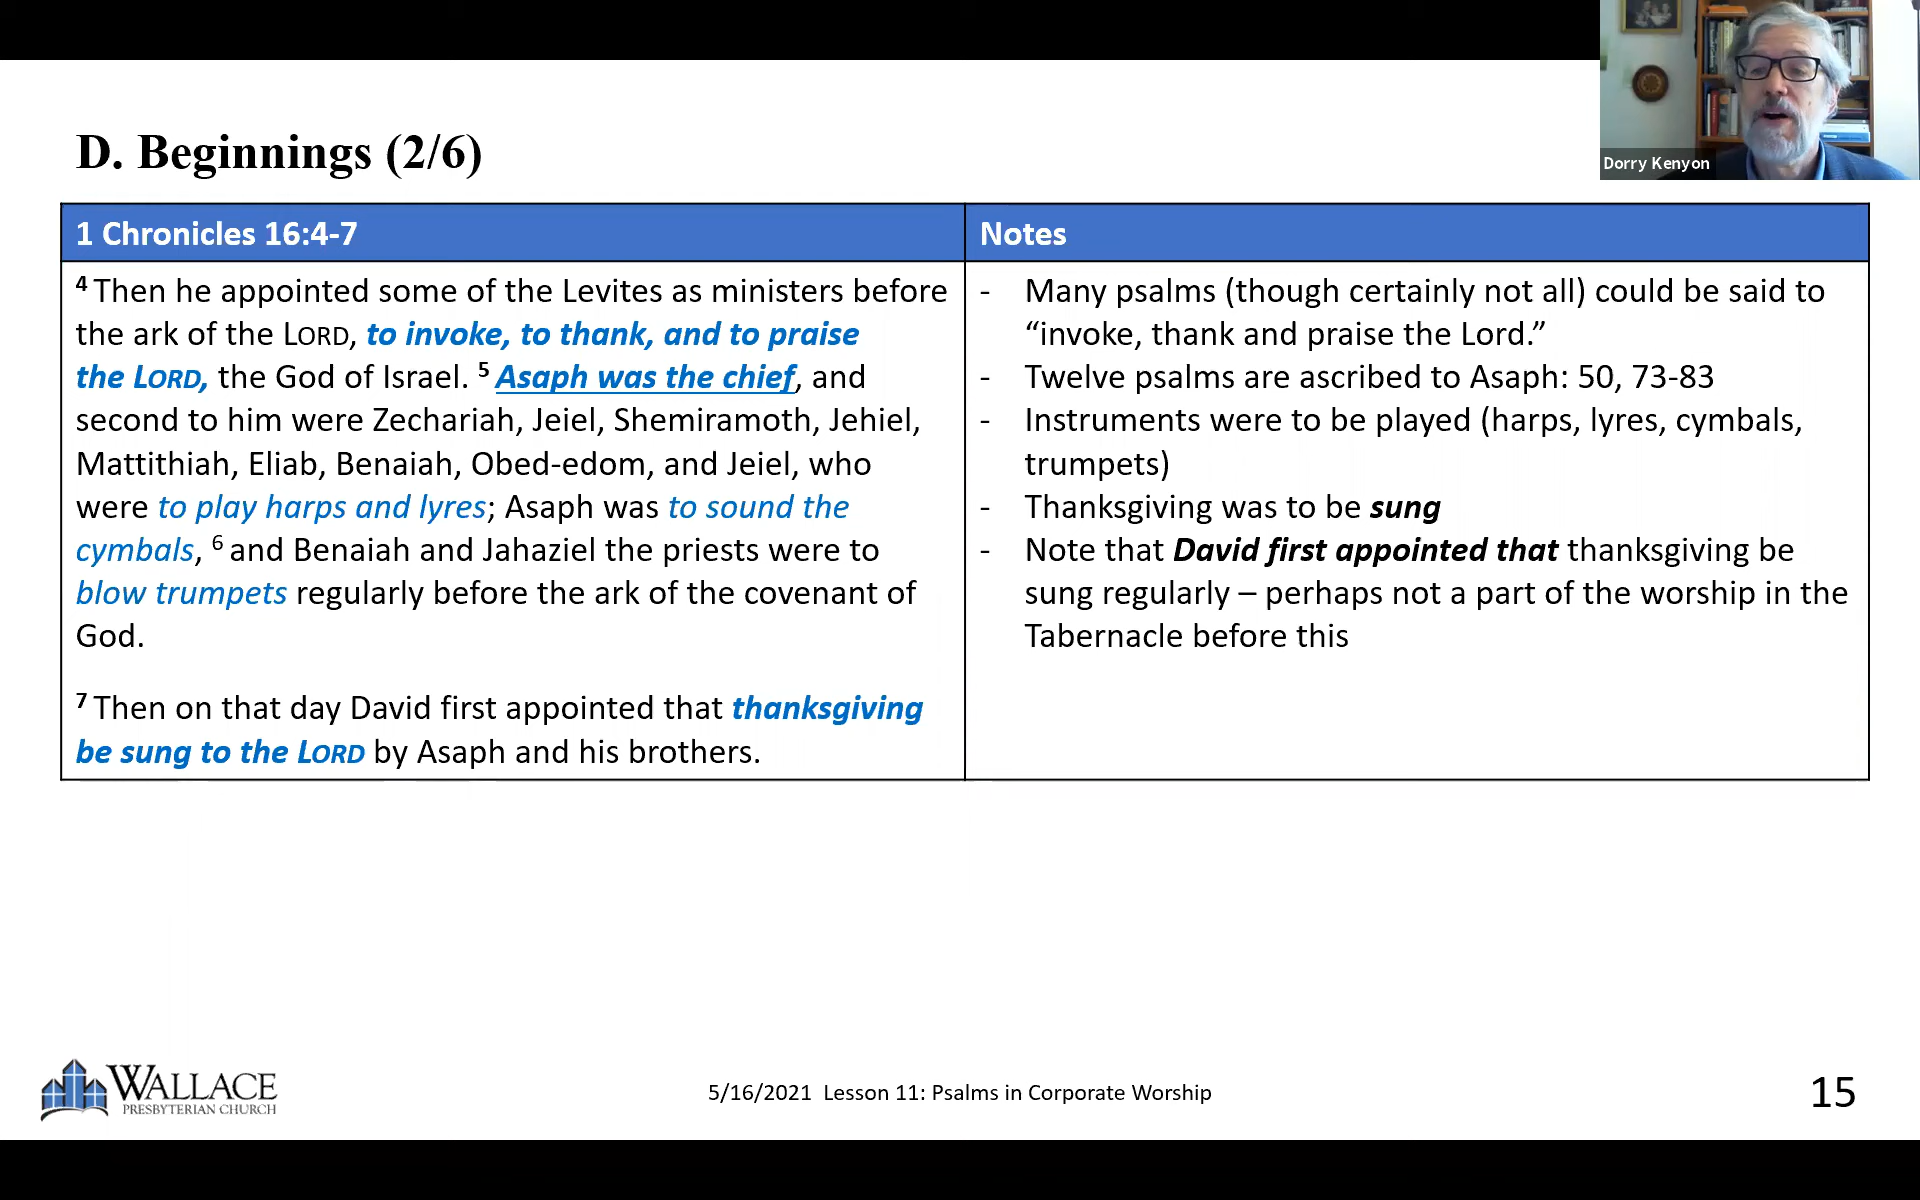 Dorry Kenyon
D. Beginnings (2/6)
1 Chronicles 16:4-7
4 Then he appointed some of the Levites as ministers before
the ark of the LORD, to invoke, to thank, and to praise
the LORD, the God of Israel. 5 Asaph was the chief, and
second to him were Zechariah, Jeiel, Shemiramoth, Jehiel,
Mattithiah, Eliab, Benaiah, Obed-edom, and Jeiel, who
were to play harps and lyres; Asaph was to sound the
cymbals, 6 and Benaiah and Jahaziel the priests were to
blow trumpets regularly before the ark of the covenant of
God.
7 Then on that day David first appointed that thanksgiving
be sung to the LORD by Asaph and his brothers.
Notes
- Many psalms (though certainly not all) could be said to
“invoke, thank and praise the Lord.”
- Twelve psalms are ascribed to Asaph: 50, 73-83
- Instruments were to be played (harps, lyres, cymbals,
trumpets)
- Thanksgiving was to be sung
- Note that David first appointed that thanksgiving be
sung regularly – perhaps not a part of the worship in the
Tabernacle before this
WALLACE
PRESBYTERIAN CHURCH
5/16/2021 Lesson 11: Psalms in Corporate Worship
15